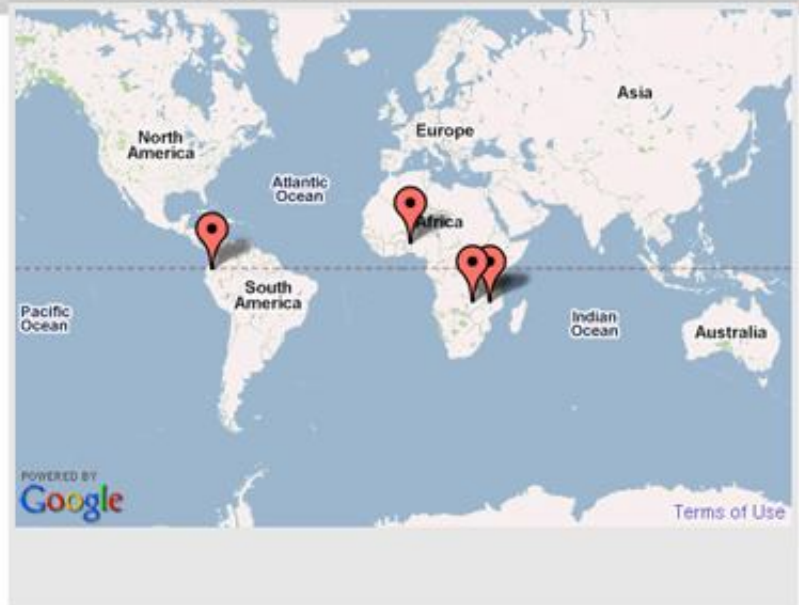 Asia
Europe
North
America
Atlantic
Ocean
Africa
South
America
Pacific
Ocean
Indian
Ocean
Australia
POWERED BY
Google
Terms of Use